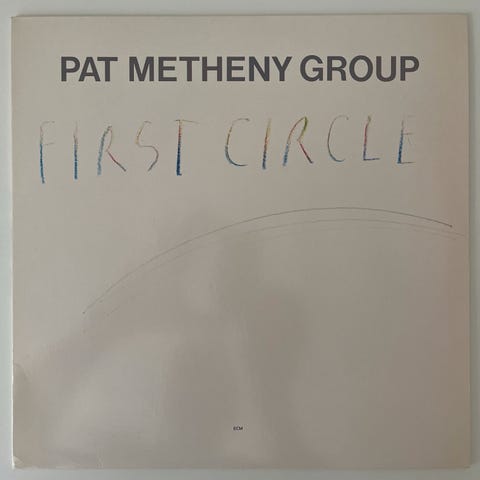 PAT METHENY GROUP
FIRST CIRCLE
ECM